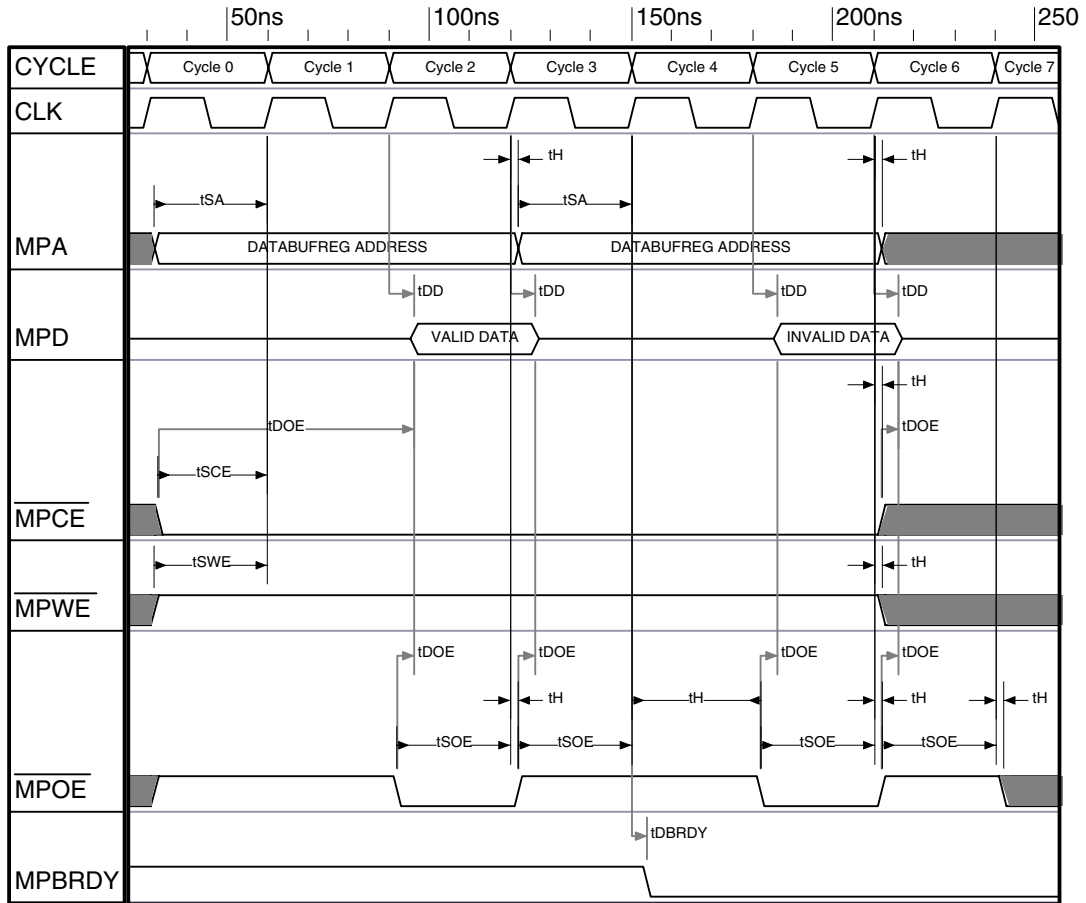 50ns 100ns 150ns 200ns 250
CYCLE Cycle 0 Cycle 1 Cycle 2 Cycle 3 Cycle 4 Cycle 5 Cycle 6 Cycle 7
CLK
tH tH
tSA tSA
MPA DATABUFREG ADDRESS DATABUFREG ADDRESS
tDD tDD tDD tDD
MPD VALID DATA INVALID DATA
tH
tDOE tDOE
tSCE
MPCE
tSWE tH
MPWE
tDOE tDOE tDOE tDOE
tH tH tH tH
tSOE tSOE tSOE tSOE
MPOE
tDBRDY
MPBRDY